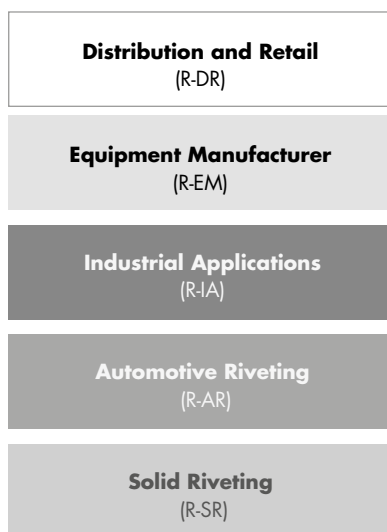 Distribution and Retail
(R-DR)
Equipment Manufacturer
(R-EM)
Industrial Applications
(R-IA)
Automotive Riveting
(R-AR)
Solid Riveting
(R-SR)